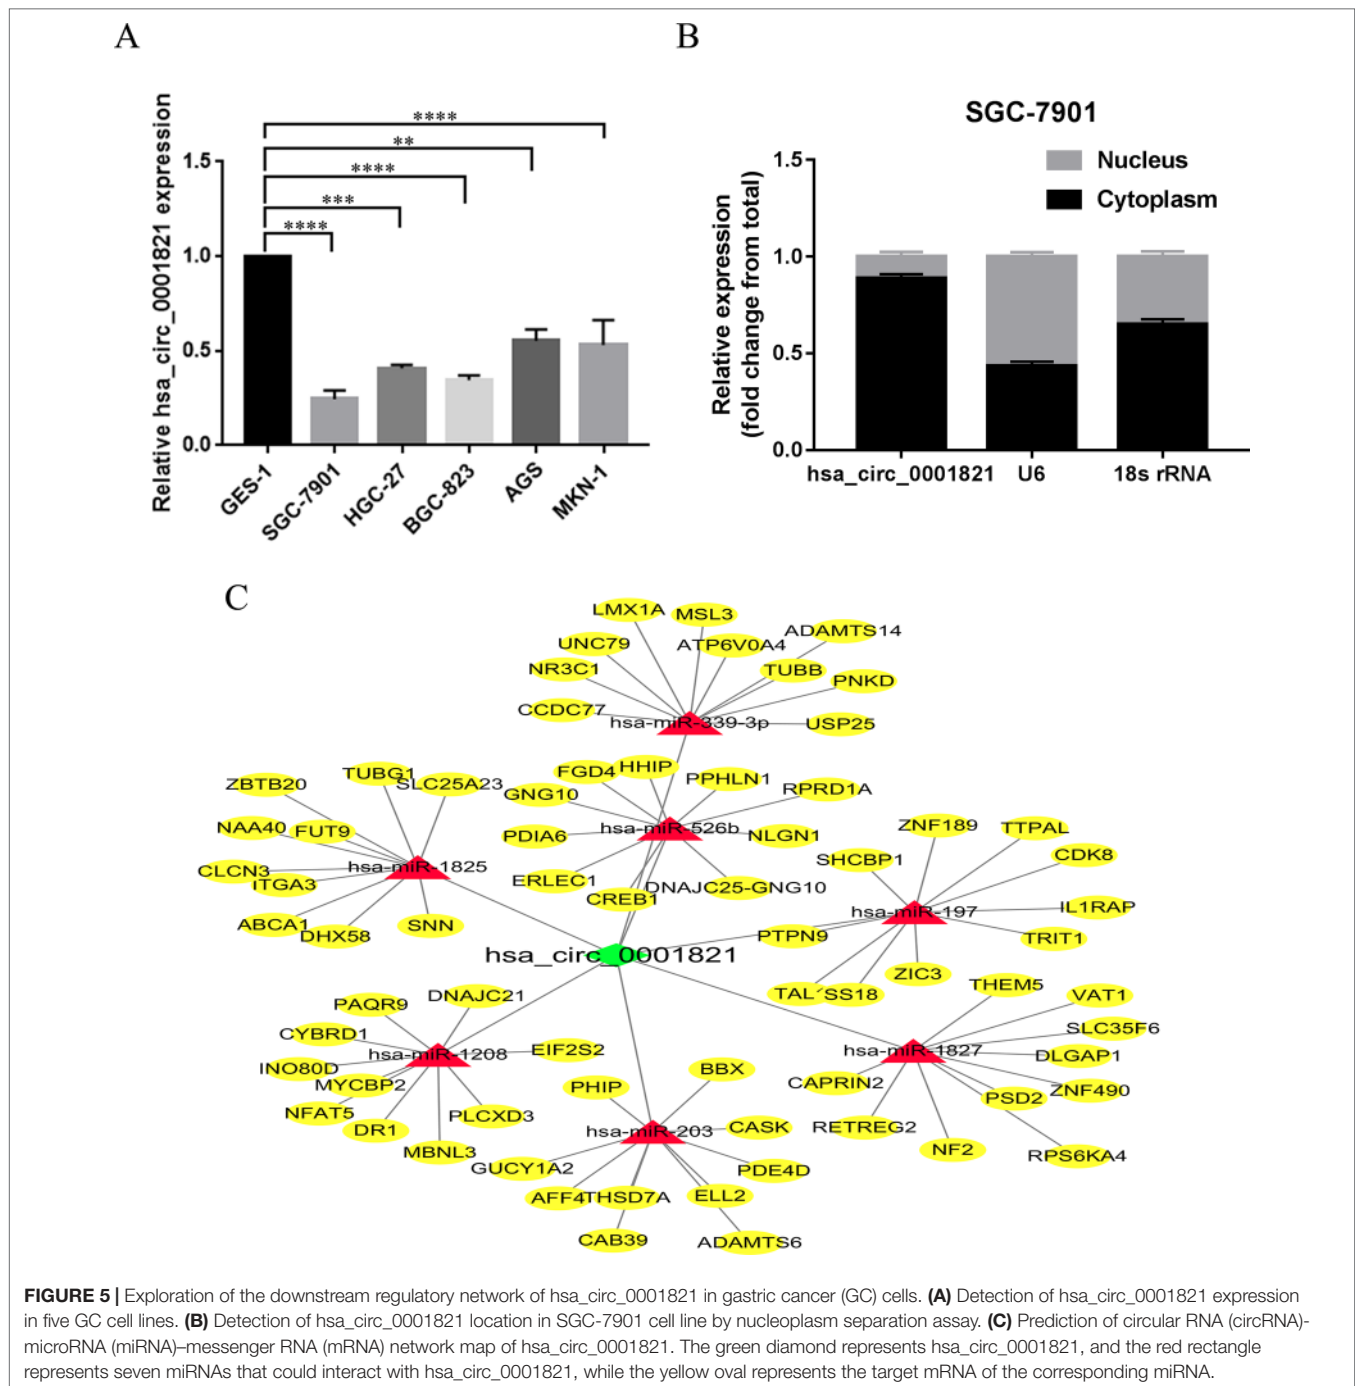 A
Relative hsa_circ_0001821 expression
1.5
1.0
0.5
0.0
****
**
****
***
****
GES-1
SGC-7901
HGC-27
BGC-823
AGS
MKN-1
B
SGC-7901
Nucleus
Cytoplasm
Relative expression
(fold change from total)
1.5
1.0
0.5
0.0
hsa_circ_0001821
U6
18s rRNA
C
LMX1A
MSL3
ADAMTS14
UNC79
ATP6V0A4
NR3C1
TUBB
PNKD
CCDC77
hsa-miR-339-3p
USP25
ZBTB20
TUBG1
SLC25A23
FGD4
HHIP
PPHLN1
GNG10
RPRD1A
NAA40
FUT9
PDIA6
hsa-miR-526b
NLGN1
ZNF189
TTPAL
CLCN3
hsa-miR-1825
ITGA3
ERLEC1
CREB1
DNAJC25-GNG10
SHCBP1
CDK8
ABCA1
DHX58
SNN
hsa-miR-197
IL1RAP
PTPN9
TRIT1
hsa_circ_0001821
ZIC3
TAL
SS18
THEM5
VAT1
PAQR9
DNAJC21
CYBRD1
SLC35F6
hsa-miR-1208
EIF2S2
hsa-miR-1827
DLGAP1
INO80D
MYCBP2
PHIP
BBX
CAPRIN2
PSD2
ZNF490
NFAT5
DR1
PLCXD3
hsa-miR-203
CASK
RETREG2
MBNL3
NF2
RPS6KA4
GUCY1A2
PDE4D
AFF4
THSD7A
ELL2
CAB39
ADAMTS6
FIGURE 5 | Exploration of the downstream regulatory network of hsa_circ_0001821 in gastric cancer (GC) cells. (A) Detection of hsa_circ_0001821 expression
in five GC cell lines. (B) Detection of hsa_circ_0001821 location in SGC-7901 cell line by nucleoplasm separation assay. (C) Prediction of circular RNA (circRNA)-
microRNA (miRNA)–messenger RNA (mRNA) network map of hsa_circ_0001821. The green diamond represents hsa_circ_0001821, and the red rectangle
represents seven miRNAs that could interact with hsa_circ_0001821, while the yellow oval represents the target mRNA of the corresponding miRNA.